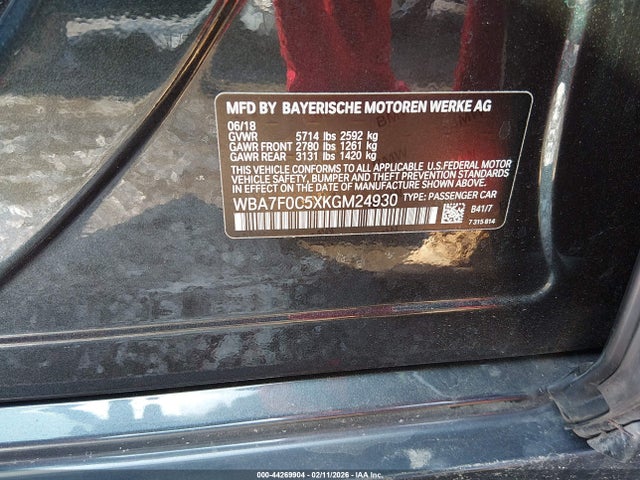 MFD BY BAYERISCHE MOTOREN WERKE AG
06/18
GVWR 5714 lbs 2592 kg
GAWR FRONT 2780 lbs 1261 kg
GAWR REAR 3131 lbs 1420 kg
THIS VEHICLE CONFORMS TO ALL APPLICABLE U.S.FEDERAL MOTOR
VEHICLE SAFETY, BUMPER AND THEFT PREVENTION STANDARDS
IN EFFECT ON THE DATE OF MANUFACTURE SHOWN ABOVE.
WBA7F0C5XKGM24930 TYPE: PASSENGER CAR
B41/7
7 315 614
000-44269904 - 02/11/2026 - IAA Inc.